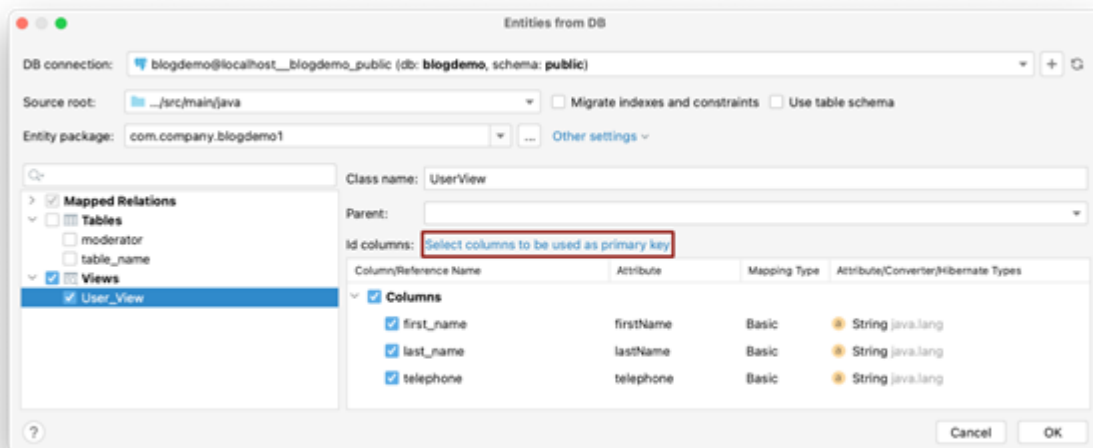 Entities from DB
DB connection: blogdemo@localhost__blogdemo_public (db: blogdemo, schema: public)
Source root: .../src/main/java Migrate indexes and constraints Use table schema
Entity package: com.company.blogdemo1 ... Other settings
Class name: UserView
Mapped Relations
Parent:
Tables
moderator
Id columns: Select columns to be used as primary key
table_name
Column/Reference Name Attribute Mapping Type Attribute/Converter/Hibernate Types
Views
User_View
Columns
first_name firstName Basic a String java.lang
last_name lastName Basic a String java.lang
telephone telephone Basic a String java.lang
? Cancel OK